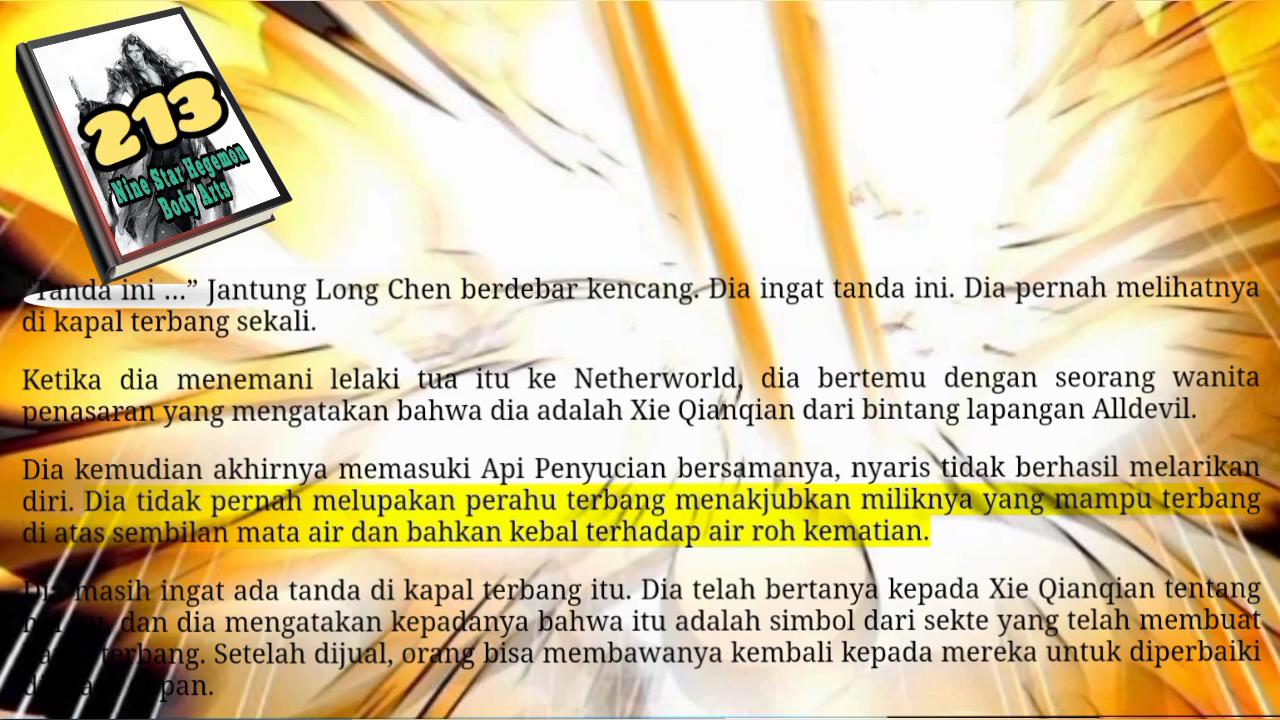 213
Nine Star Hegemon
Body Arts
“Tanda ini ...” Jantung Long Chen berdebar kencang. Dia ingat tanda ini. Dia pernah melihatnya
di kapal terbang sekali.
Ketika dia menemani lelaki tua itu ke Netherworld, dia bertemu dengan seorang wanita
penasaran yang mengatakan bahwa dia adalah Xie Qianqian dari bintang lapangan Alldevil.
Dia kemudian akhirnya memasuki Api Penyucian bersamanya, nyaris tidak berhasil melarikan
diri. Dia tidak pernah melupakan perahu terbang menakjubkan miliknya yang mampu terbang
di atas sembilan mata air dan bahkan kebal terhadap air roh kematian.
Dia masih ingat ada tanda di kapal terbang itu. Dia telah bertanya kepada Xie Qianqian tentang
dan dia mengatakan kepadanya bahwa itu adalah simbol dari sekte yang telah membuat
terbang. Setelah dijual, orang bisa membawanya kembali kepada mereka untuk diperbaiki